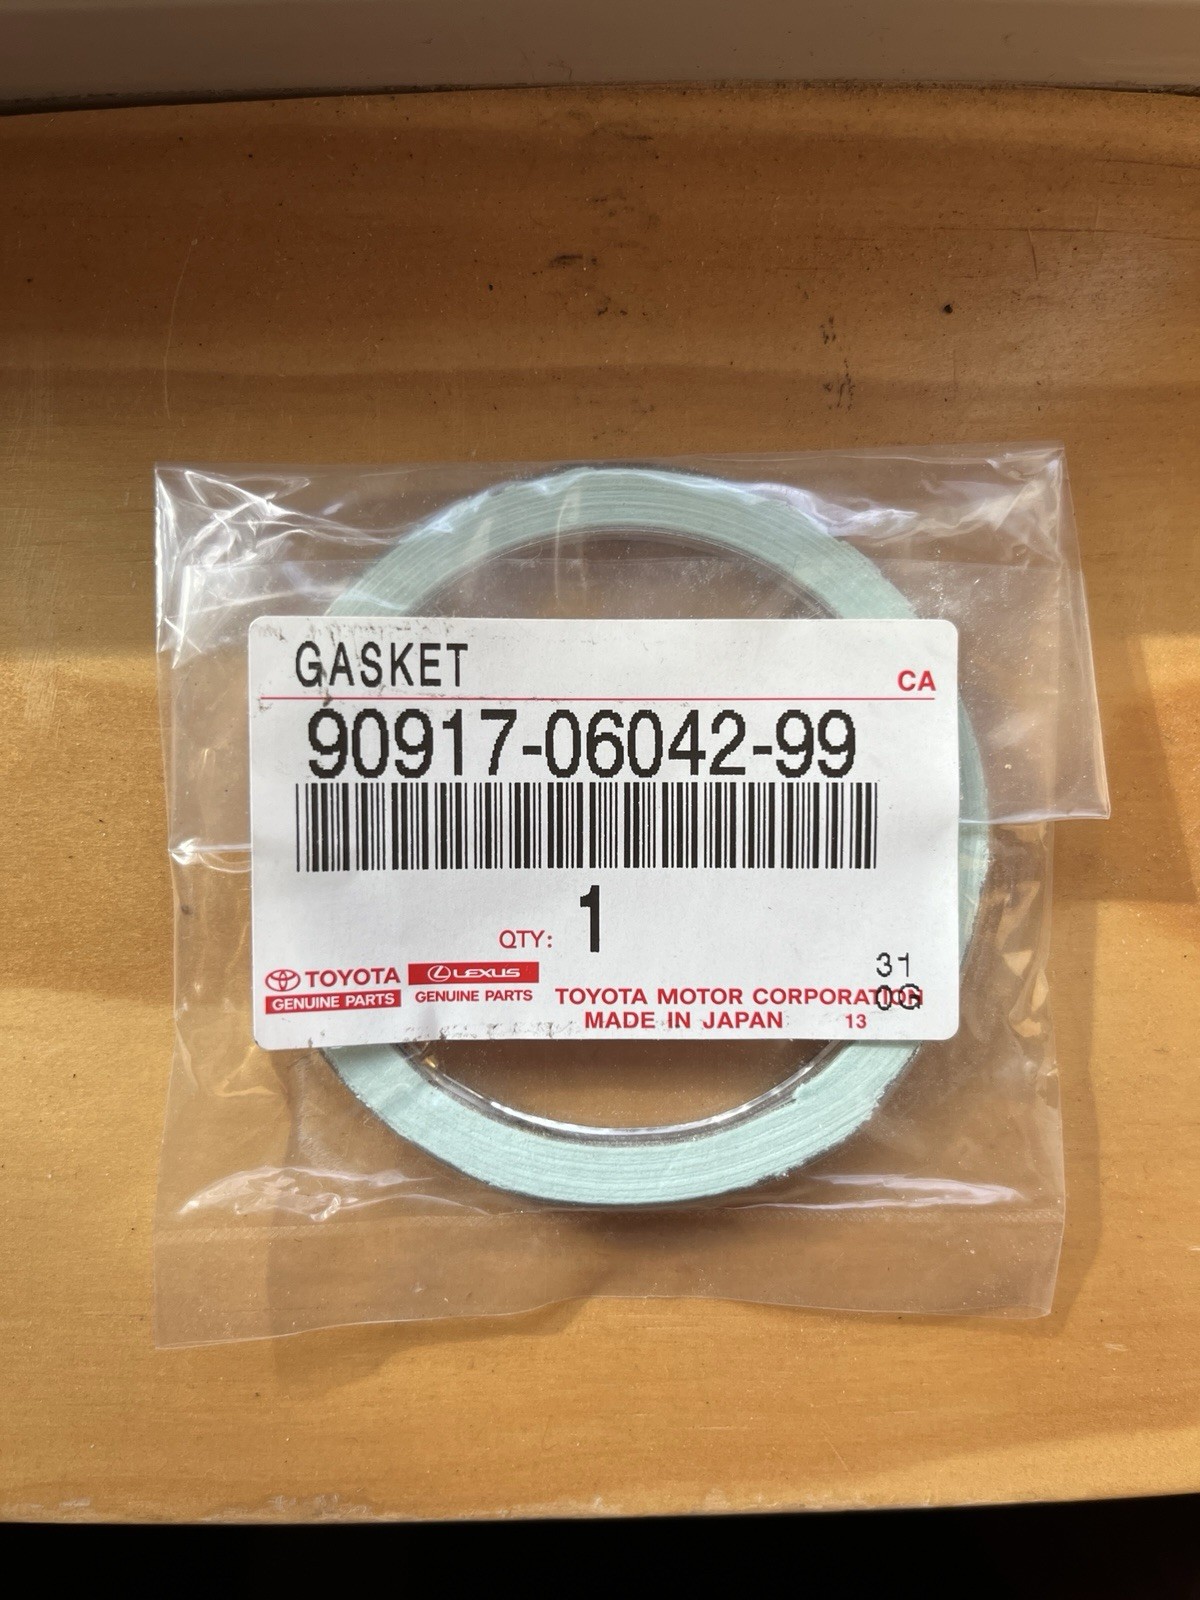 GASKET
CA
90917-06042-99
QTY: 1
31
TOYOTA
LEXUS
GENUINE PARTS
GENUINE PARTS
TOYOTA MOTOR CORPORATION
0G
MADE IN JAPAN
13